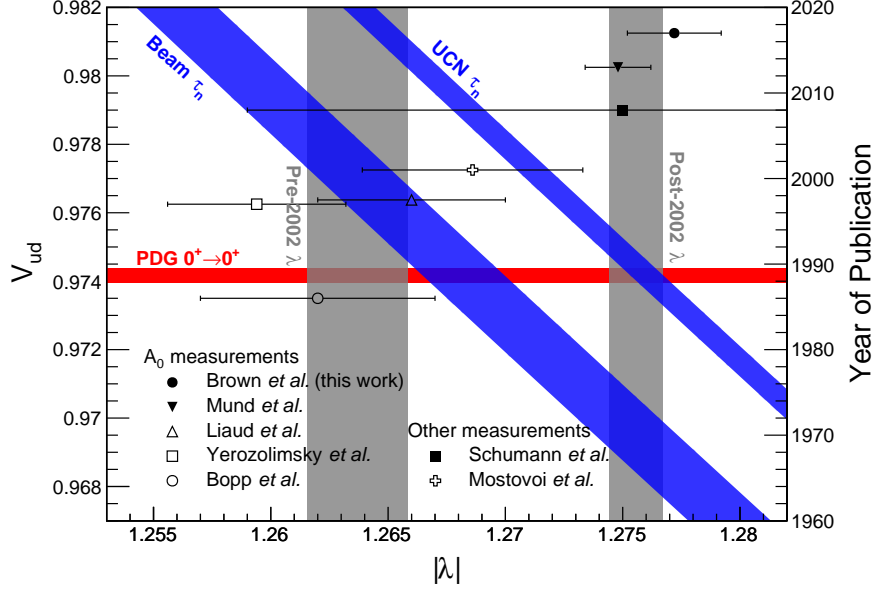 0.982
0.98
0.978
0.976
0.974
0.972
0.97
0.968
V_ud
2020
2010
2000
1990
1980
1970
1960
Year of Publication
Beam τ_n
UCN τ_n
Pre-2002 λ
Post-2002 λ
PDG 0⁺→0⁺
A₀ measurements
Brown et al. (this work)
Mund et al.
Liaud et al.
Yerozolimsky et al.
Bopp et al.
Other measurements
Schumann et al.
Mostovoi et al.
1.255 1.26 1.265 1.27 1.275 1.28
|λ|